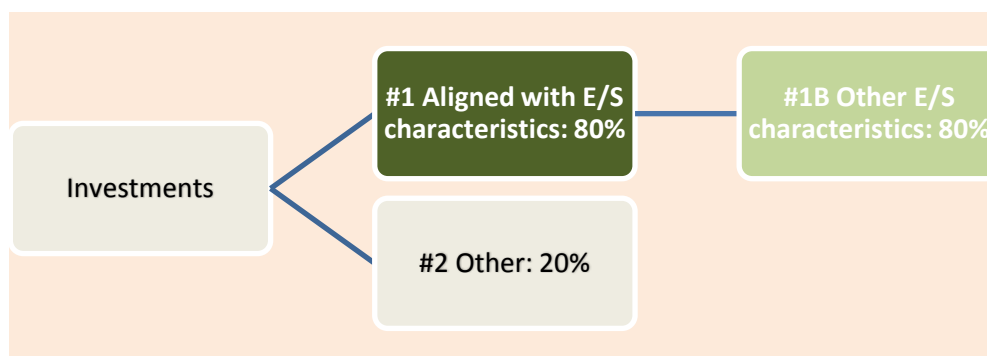 #1 Aligned with E/S
characteristics: 80%
#1B Other E/S
characteristics: 80%
Investments
#2 Other: 20%